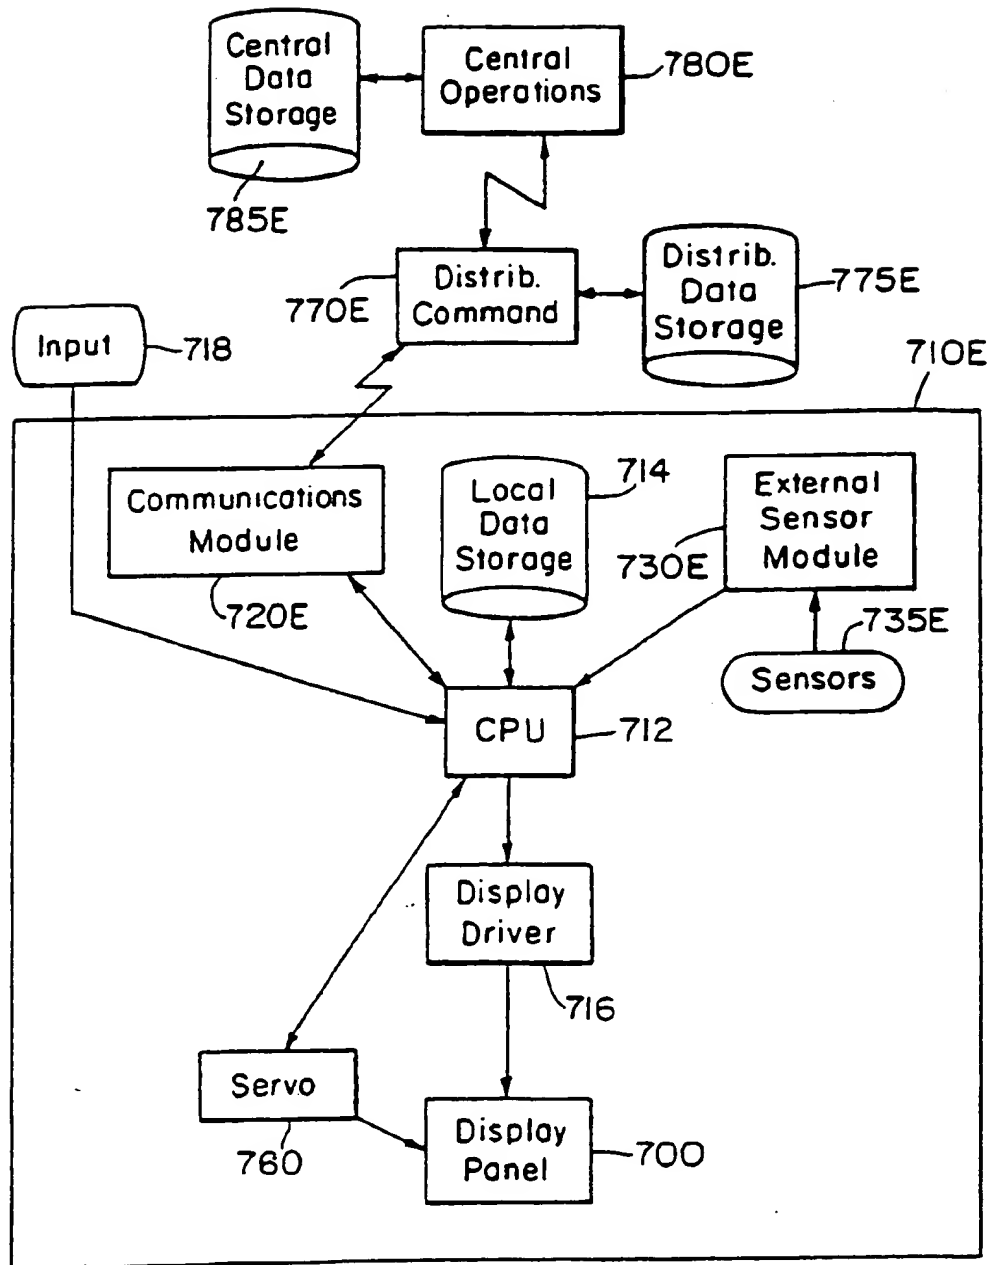 Central
Data
Storage
785E
Central
Operations
780E
Distrib.
Command
770E
Distrib.
Data
Storage
775E
Input
718
710E
Communications
Module
720E
Local
Data
Storage
714
External
Sensor
Module
730E
Sensors
735E
CPU
712
Display
Driver
716
Servo
760
Display
Panel
700